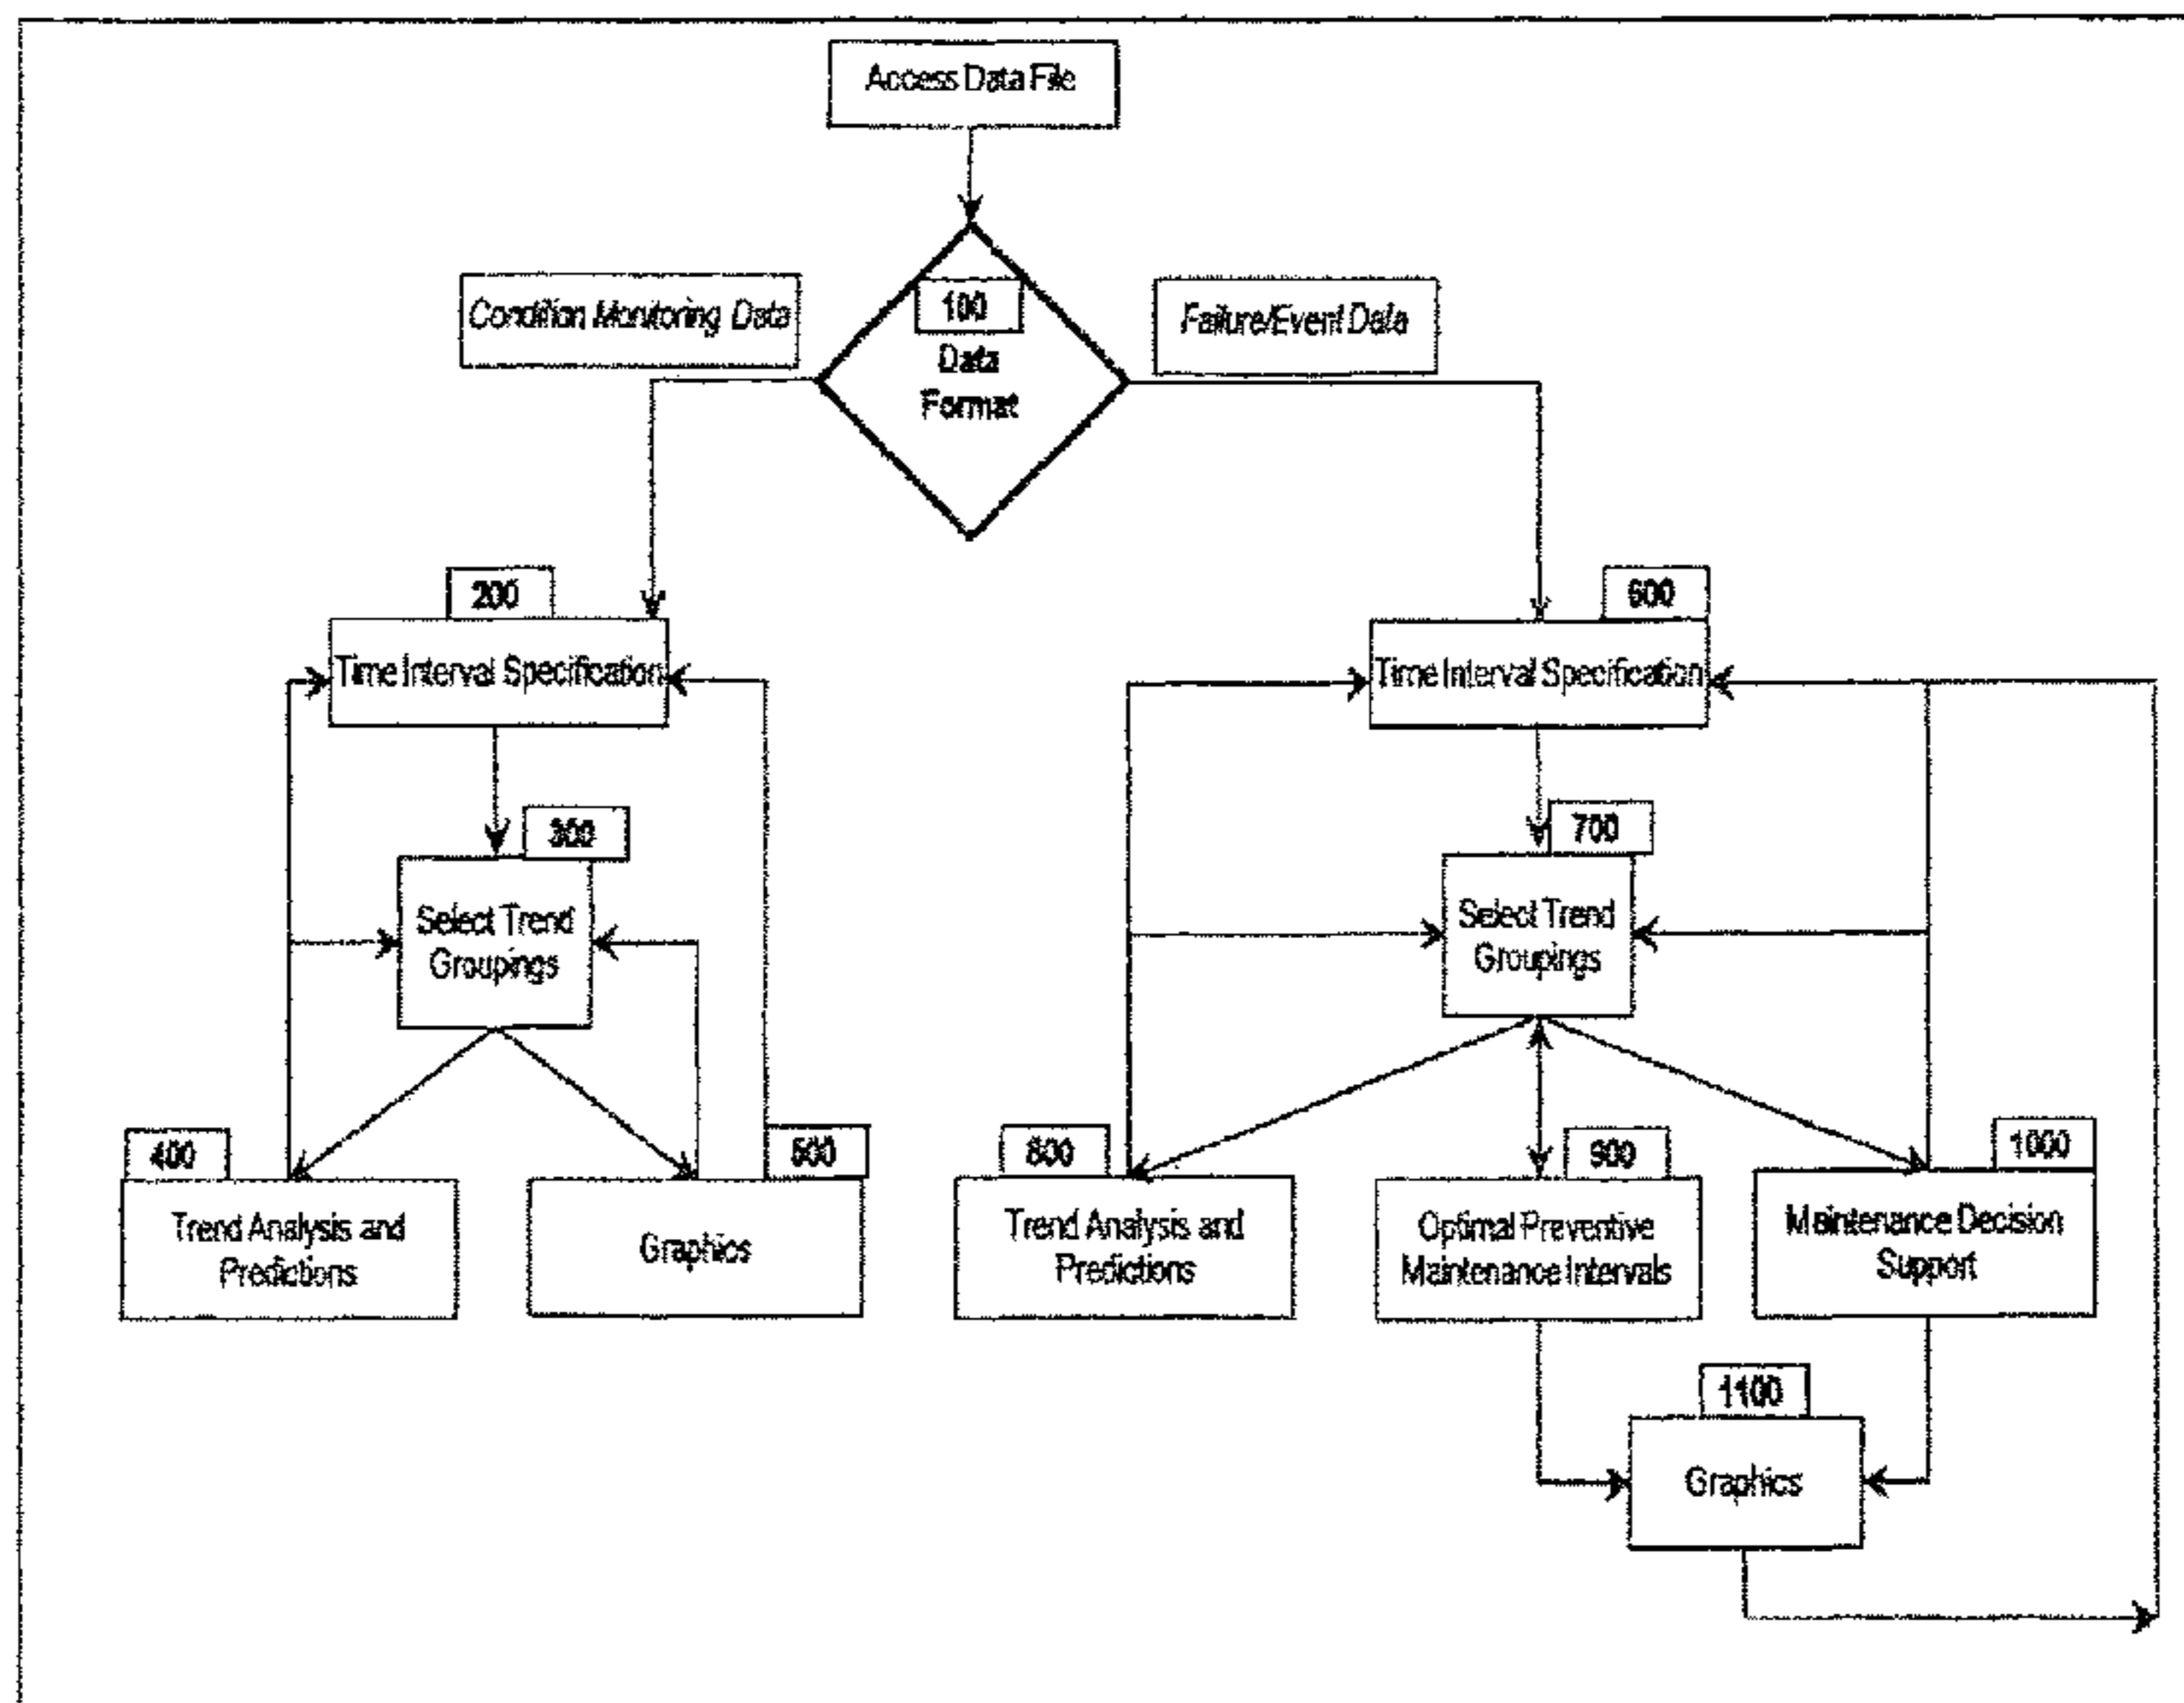 Access Data File
Condition Monitoring Data
100
Data
Format
Failure/Event Data
200
Time Interval Specification
600
Time Interval Specification
300
Select Trend
Groupings
700
Select Trend
Groupings
400
Trend Analysis and
Predictions
500
Graphics
800
Trend Analysis and
Predictions
900
Optimal Preventive
Maintenance Intervals
1000
Maintenance Decision
Support
1100
Graphics